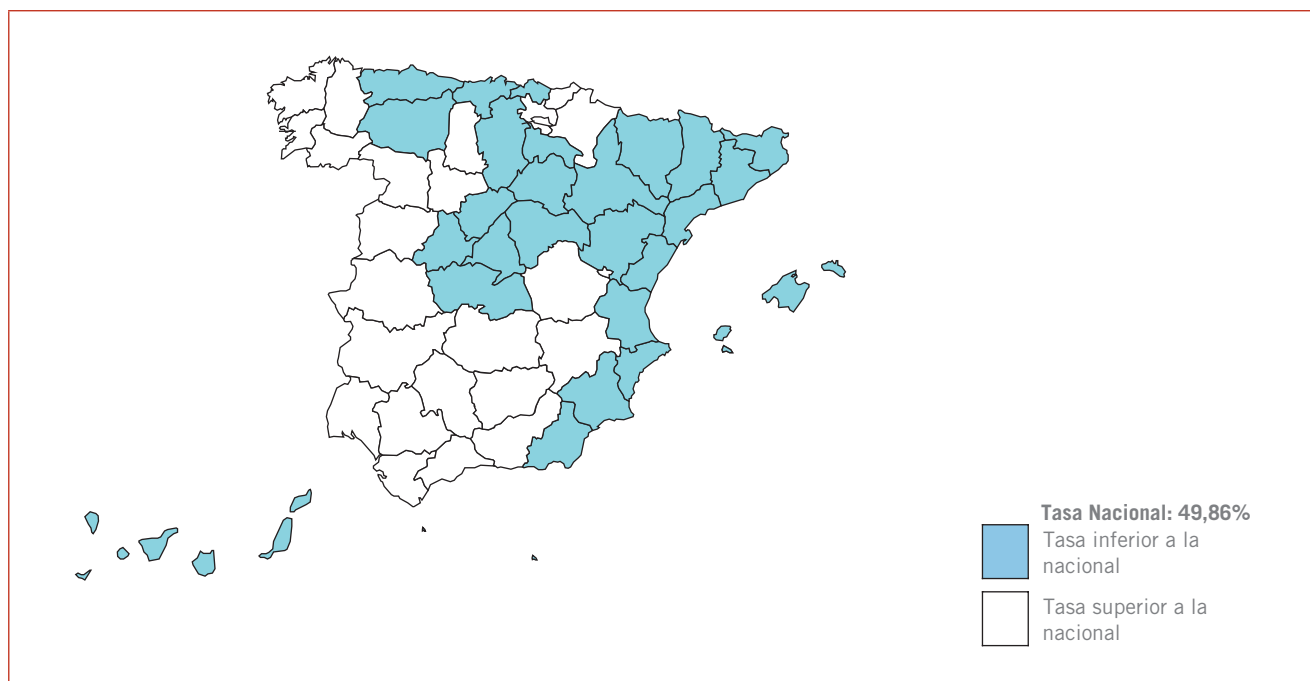 Tasa Nacional: 49,86%
Tasa inferior a la
nacional
Tasa superior a la
nacional